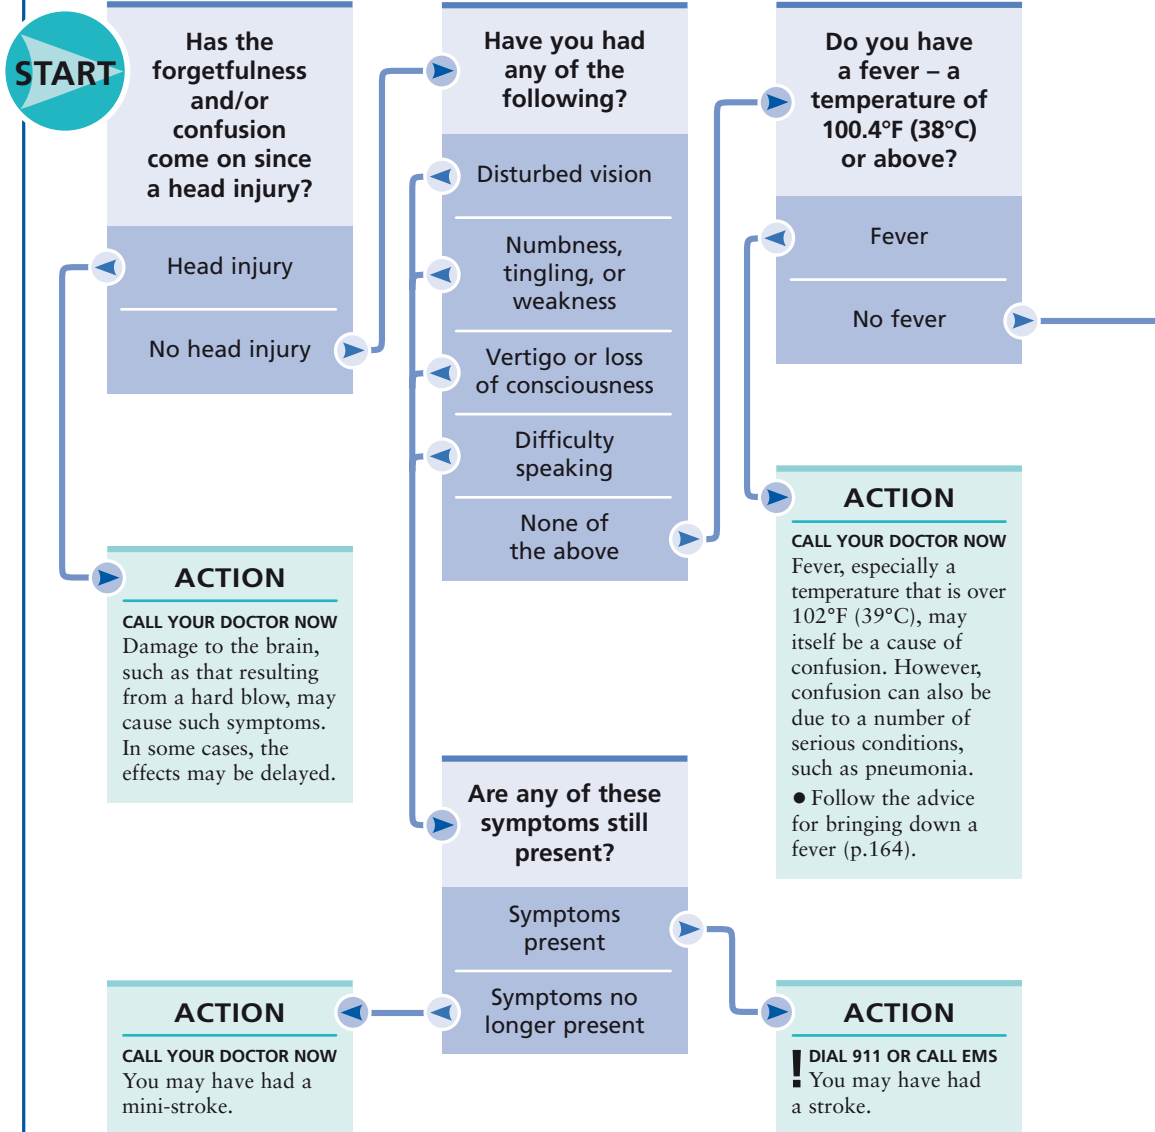 START
Has the
forgetfulness
and/or
confusion
come on since
a head injury?
Head injury
No head injury
ACTION
CALL YOUR DOCTOR NOW
Damage to the brain,
such as that resulting
from a hard blow, may
cause such symptoms.
In some cases, the
effects may be delayed.
Have you had
any of the
following?
Disturbed vision
Numbness,
tingling, or
weakness
Vertigo or loss
of consciousness
Difficulty
speaking
None of
the above
Do you have
a fever – a
temperature of
100.4°F (38°C)
or above?
Fever
No fever
ACTION
CALL YOUR DOCTOR NOW
Fever, especially a
temperature that is over
102°F (39°C), may
itself be a cause of
confusion. However,
confusion can also be
due to a number of
serious conditions,
such as pneumonia.
● Follow the advice
for bringing down a
fever (p.164).
Are any of these
symptoms still
present?
Symptoms
present
Symptoms no
longer present
ACTION
CALL YOUR DOCTOR NOW
You may have had a
mini-stroke.
ACTION
! DIAL 911 OR CALL EMS
You may have had
a stroke.